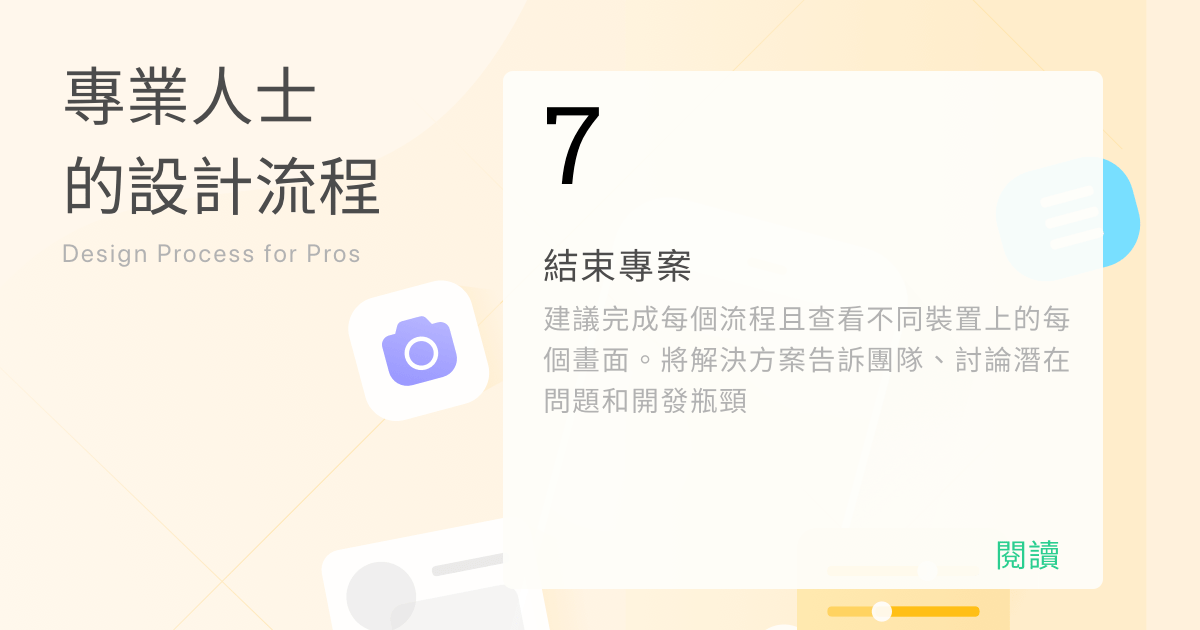 專業人士
的設計流程
Design Process for Pros
7
結束專案
建議完成每個流程且查看不同裝置上的每
個畫面。將解決方案告訴團隊、討論潛在
問題和開發瓶頸
閱讀